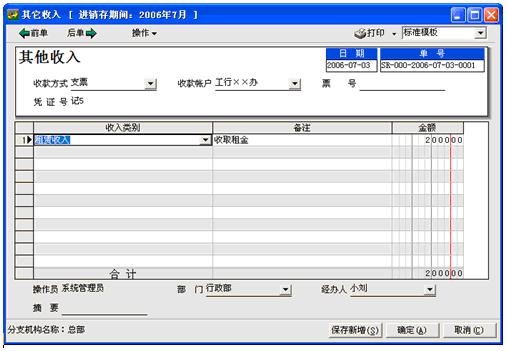 其它收入 [ 进销存期间: 2006年7月 ]
前单 后单 操作 打印 标准模板
其他收入
日 期 单 号
2006-07-03 SR-000-2006-07-03-0001
收款方式 支票 收款帐户 工行××办 票 号
凭 证 号 记5
收入类别 备注 金额
1 租赁收入 收取租金 200000
合 计 200000
操作员 系统管理员 部 门 行政部 经办人 小刘
摘 要
分支机构名称：总部 保存新增(S) 确定(A) 取消(C)